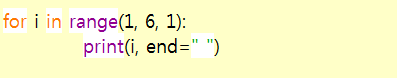 for i in range(1, 6, 1):
print(i, end=" ")